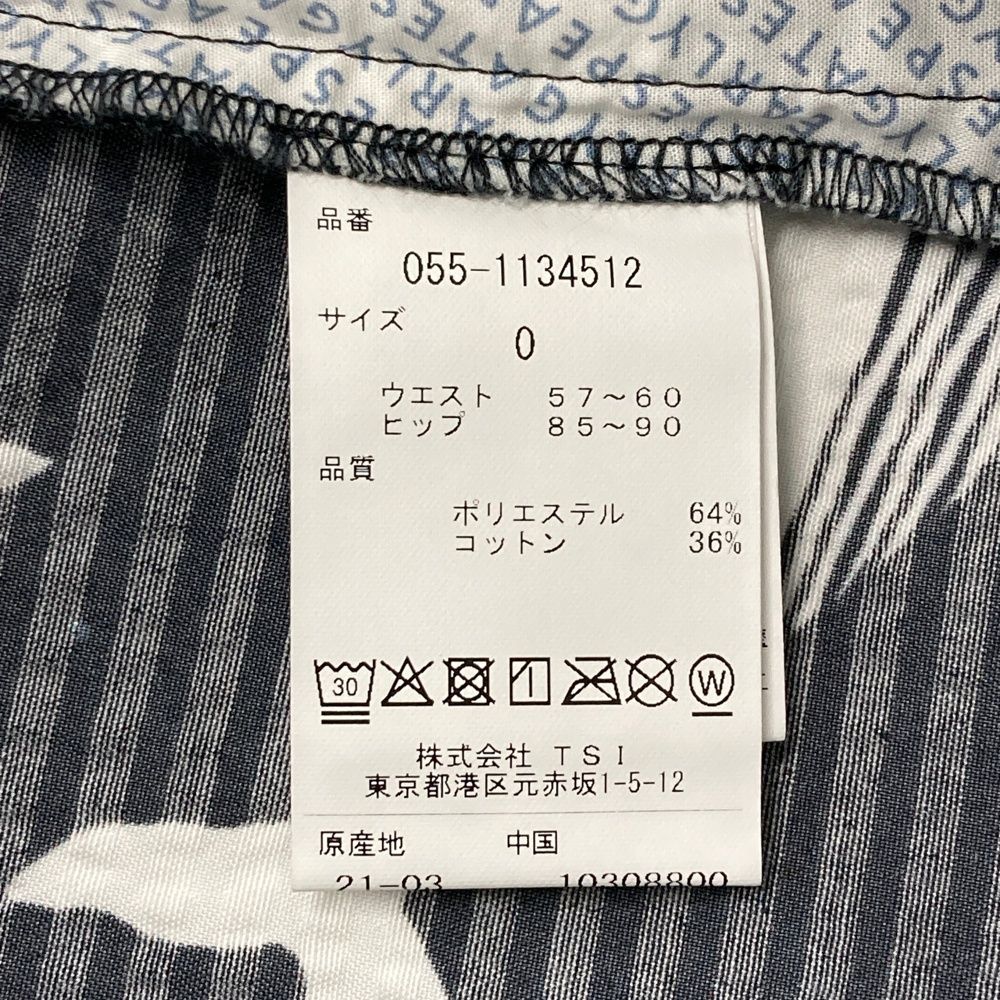 PEARLY GATES
品番
055-1134512
サイズ
0
ウエスト 57～60
ヒップ 85～90
品質
ポリエステル 64%
コットン 36%
30
W
株式会社 TSI
東京都港区元赤坂1-5-12
原産地 中国
21-03 10308800